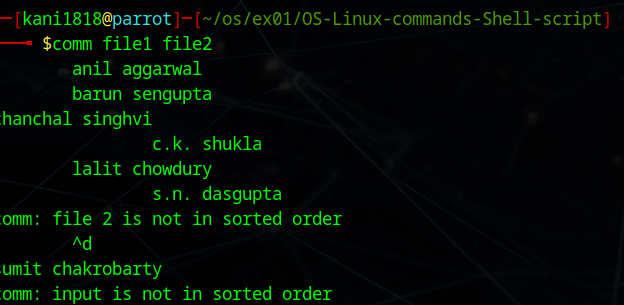 [kani1818@parrot]─[~/os/ex01/OS-Linux-commands-Shell-script]
$comm file1 file2
anil aggarwal
barun sengupta
chanchal singhvi
c.k. shukla
lalit chowdury
s.n. dasgupta
comm: file 2 is not in sorted order
^d
sumit chakrobarty
comm: input is not in sorted order